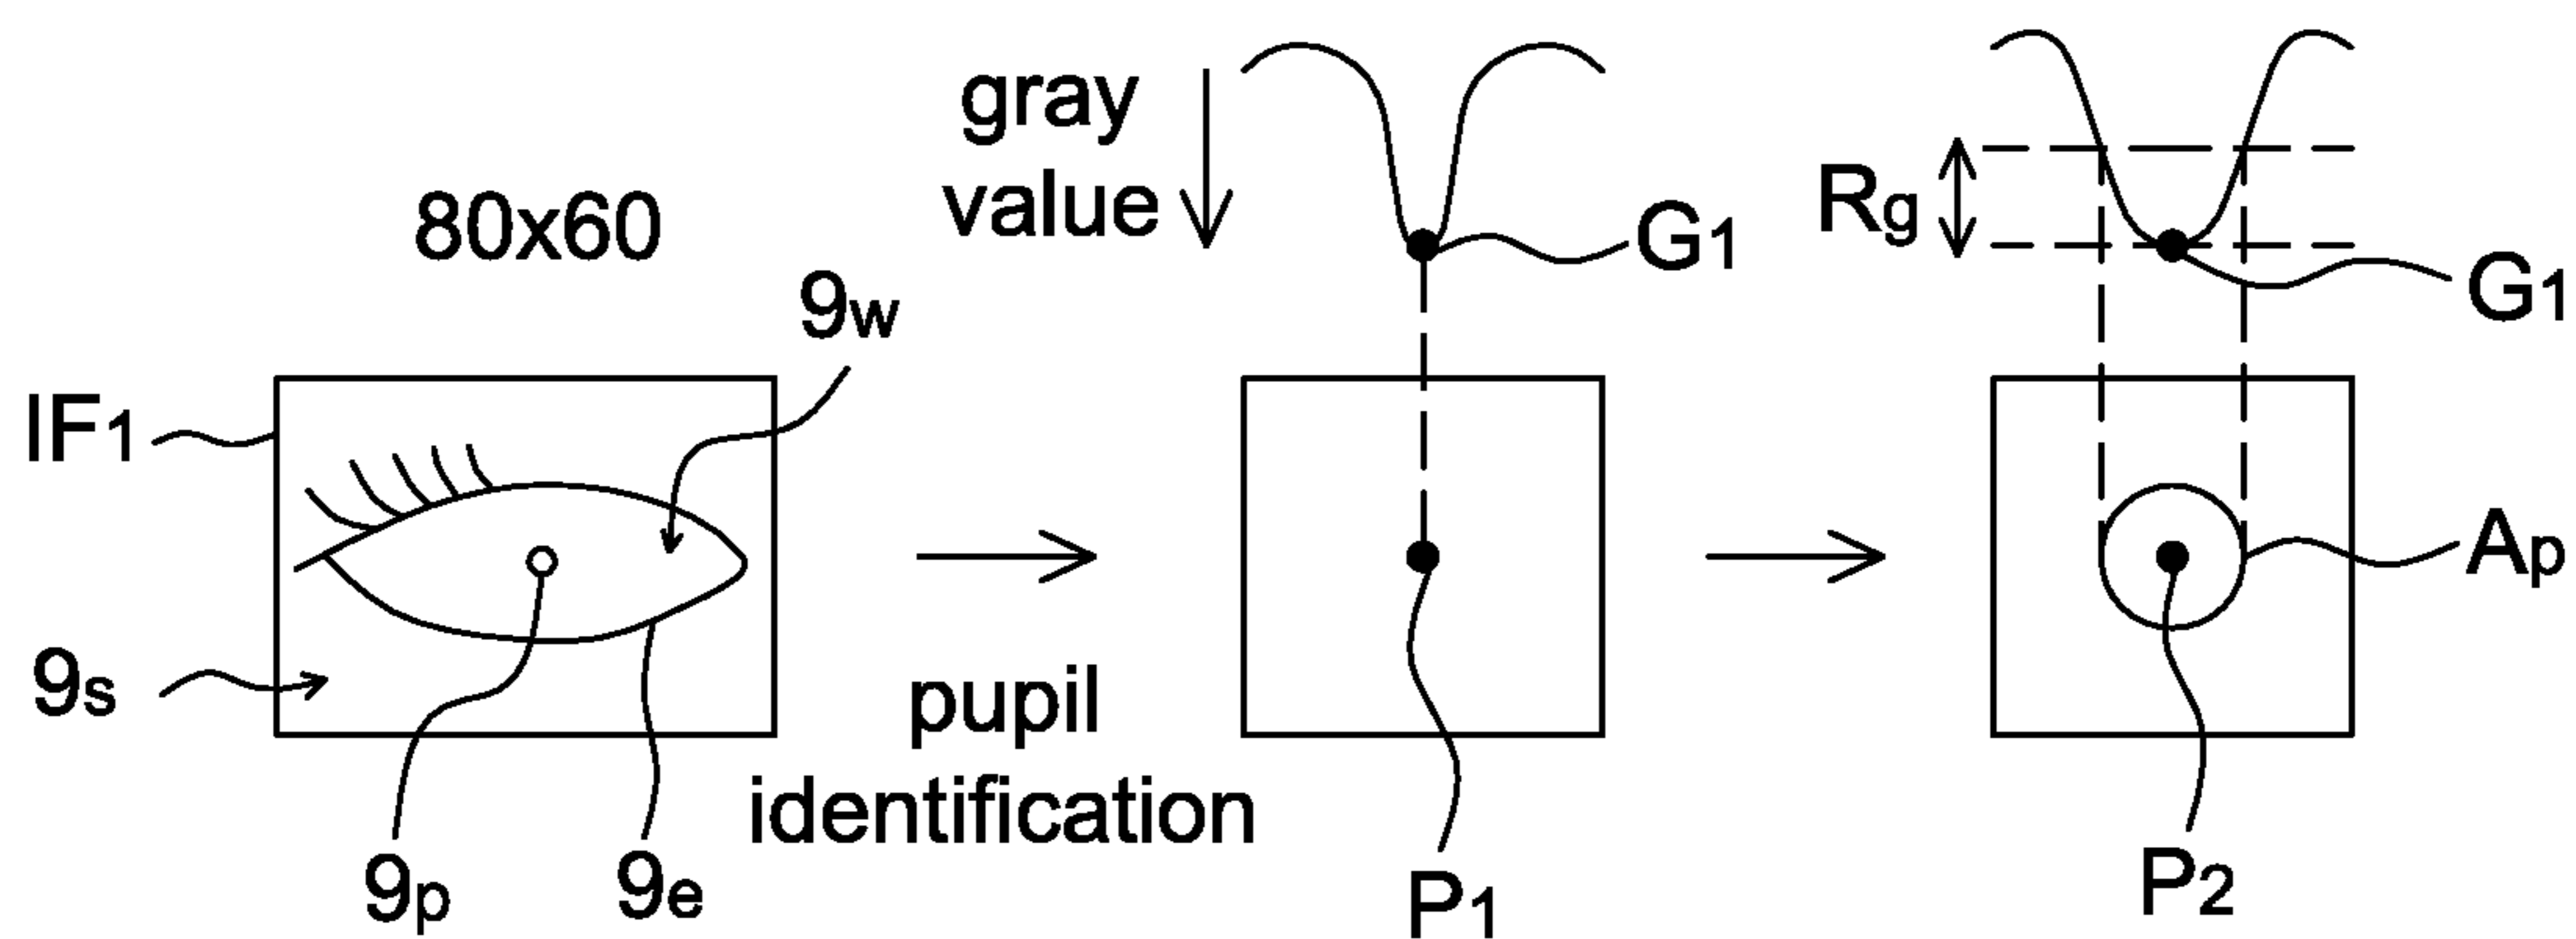 80x60
IF1
9w
9s
9p
9e
pupil
identification
gray
value
G1
P1
Rg
G1
Ap
P2